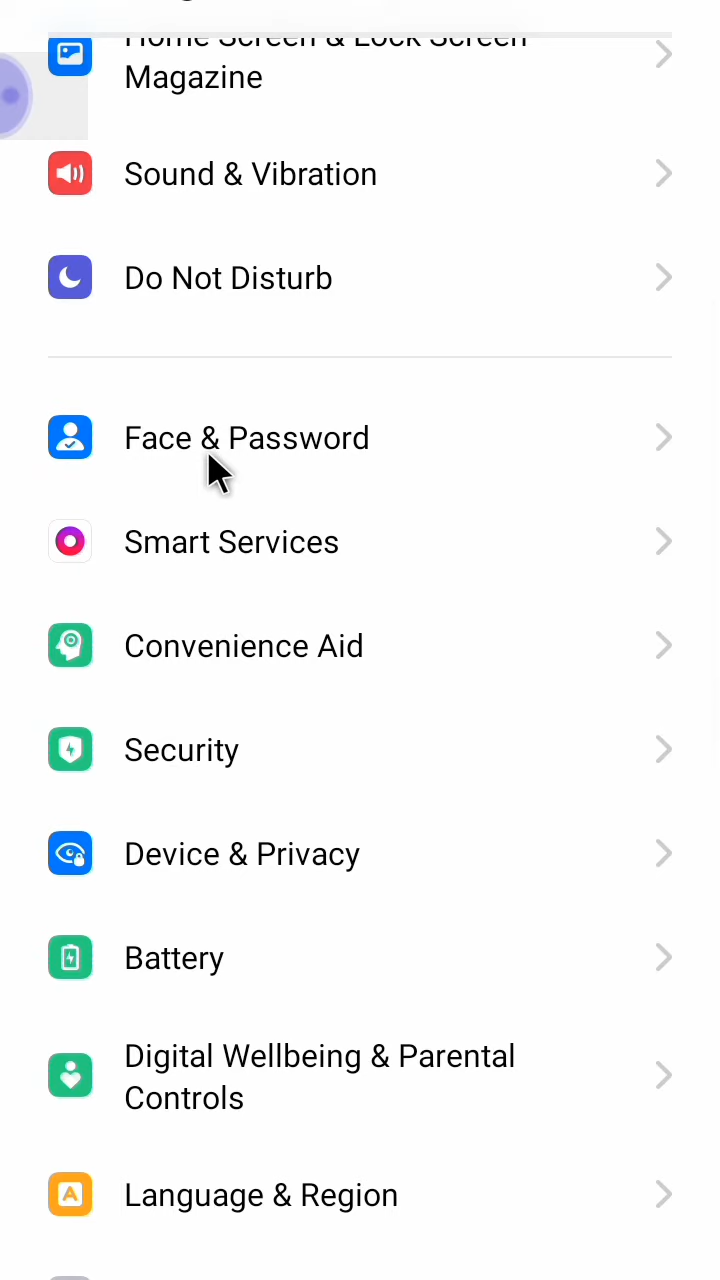 Home Screen & Lock Screen
Magazine
Sound & Vibration
Do Not Disturb
Face & Password
Smart Services
Convenience Aid
Security
Device & Privacy
Battery
Digital Wellbeing & Parental
Controls
Language & Region